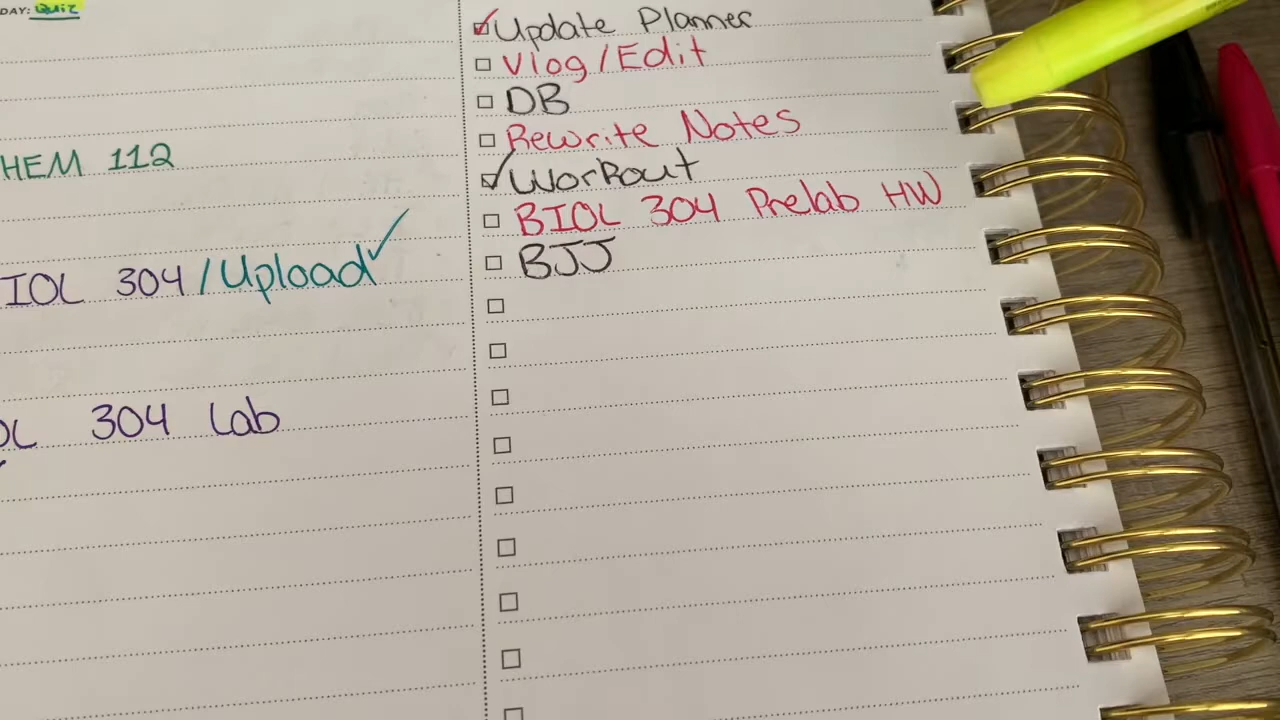 DAY: Quiz
HEM 112
IOL 304 / Upload
OL 304 Lab
Update Planner
Vlog / Edit
DB
Rewrite Notes
Workout
BIOL 304 Prelab HW
BJJ